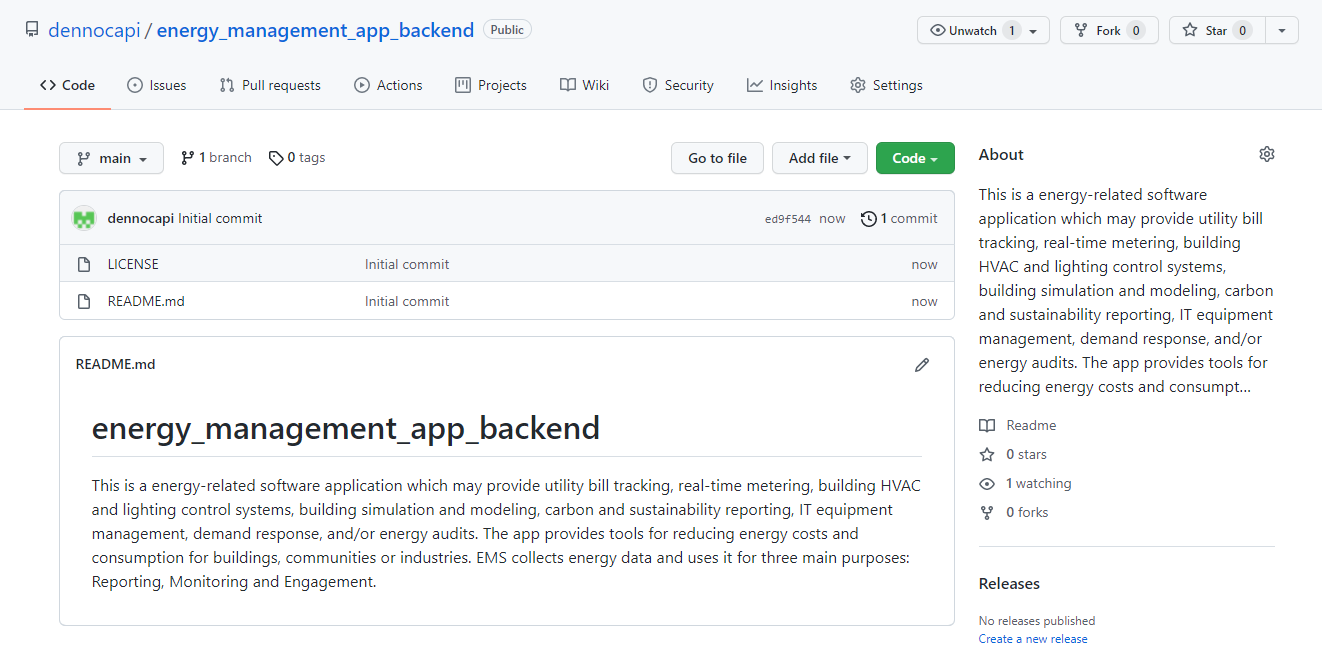 dennocapi / energy_management_app_backend Public
Unwatch 1 Fork 0 Star 0
Code Issues Pull requests Actions Projects Wiki Security Insights Settings
main 1 branch 0 tags Go to file Add file Code
dennocapi Initial commit ed9f544 now 1 commit
LICENSE Initial commit now
README.md Initial commit now
README.md
energy_management_app_backend
This is a energy-related software application which may provide utility bill tracking, real-time metering, building HVAC
and lighting control systems, building simulation and modeling, carbon and sustainability reporting, IT equipment
management, demand response, and/or energy audits. The app provides tools for reducing energy costs and
consumption for buildings, communities or industries. EMS collects energy data and uses it for three main purposes:
Reporting, Monitoring and Engagement.
About
This is a energy-related software
application which may provide utility bill
tracking, real-time metering, building
HVAC and lighting control systems,
building simulation and modeling, carbon
and sustainability reporting, IT equipment
management, demand response, and/or
energy audits. The app provides tools for
reducing energy costs and consumpt...
Readme
0 stars
1 watching
0 forks
Releases
No releases published
Create a new release